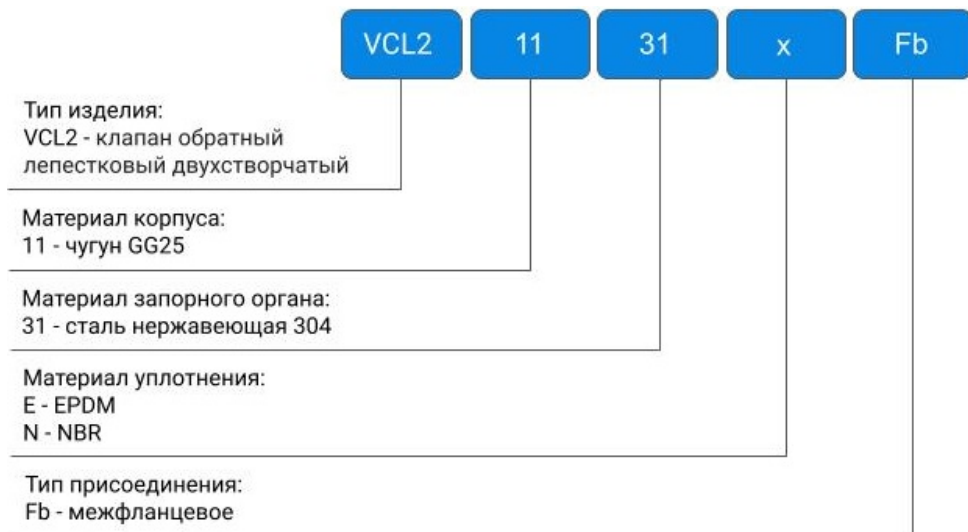 VCL2 11 31 x Fb
Тип изделия:
VCL2 - клапан обратный
лепестковый двухстворчатый
Материал корпуса:
11 - чугун GG25
Материал запорного органа:
31 - сталь нержавеющая 304
Материал уплотнения:
E - EPDM
N - NBR
Тип присоединения:
Fb - межфланцевое